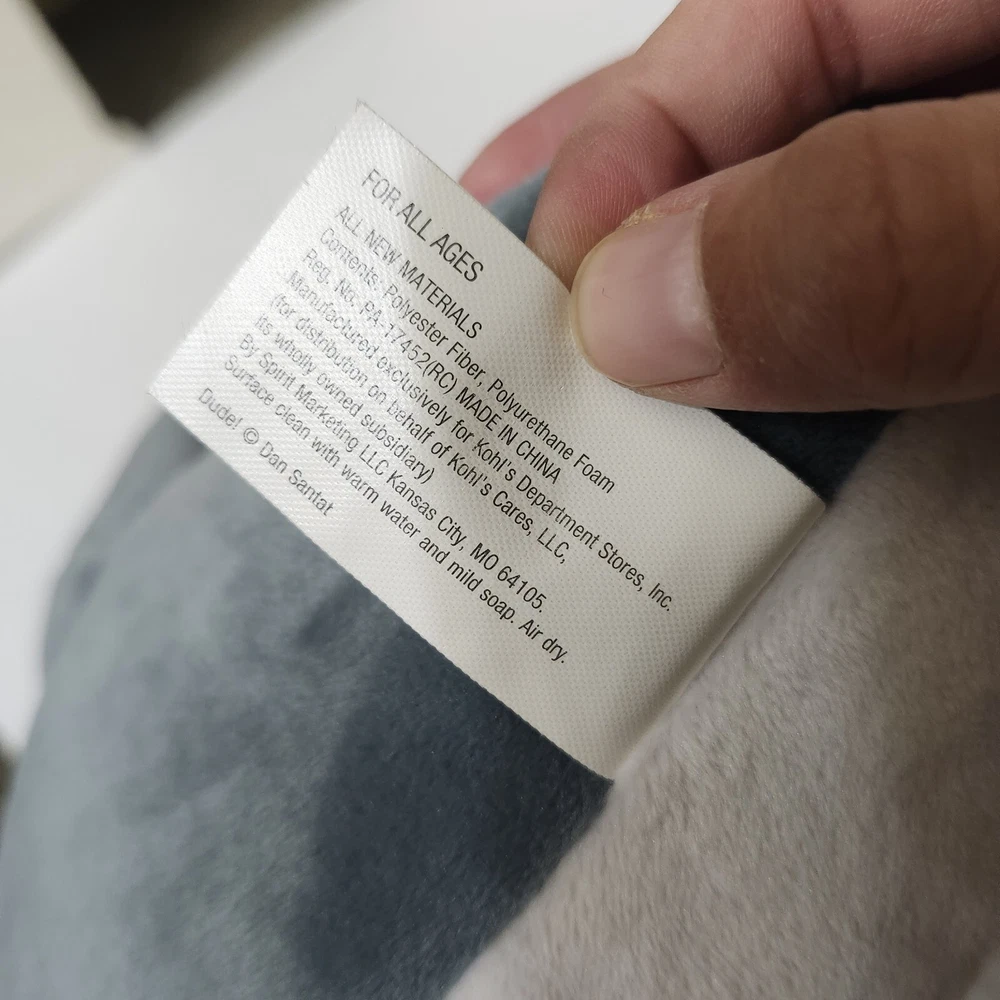 FOR ALL AGES
ALL NEW MATERIALS
Contents: Polyester Fiber, Polyurethane Foam
Reg. No. PA-17452(RC) MADE IN CHINA
Manufactured exclusively for Kohl's Department Stores, Inc.
(for distribution on behalf of Kohl's Cares, LLC,
its wholly owned subsidiary)
By Spirit Marketing LLC Kansas City, MO 64105.
Surface clean with warm water and mild soap. Air dry.
Dude! © Dan Santat